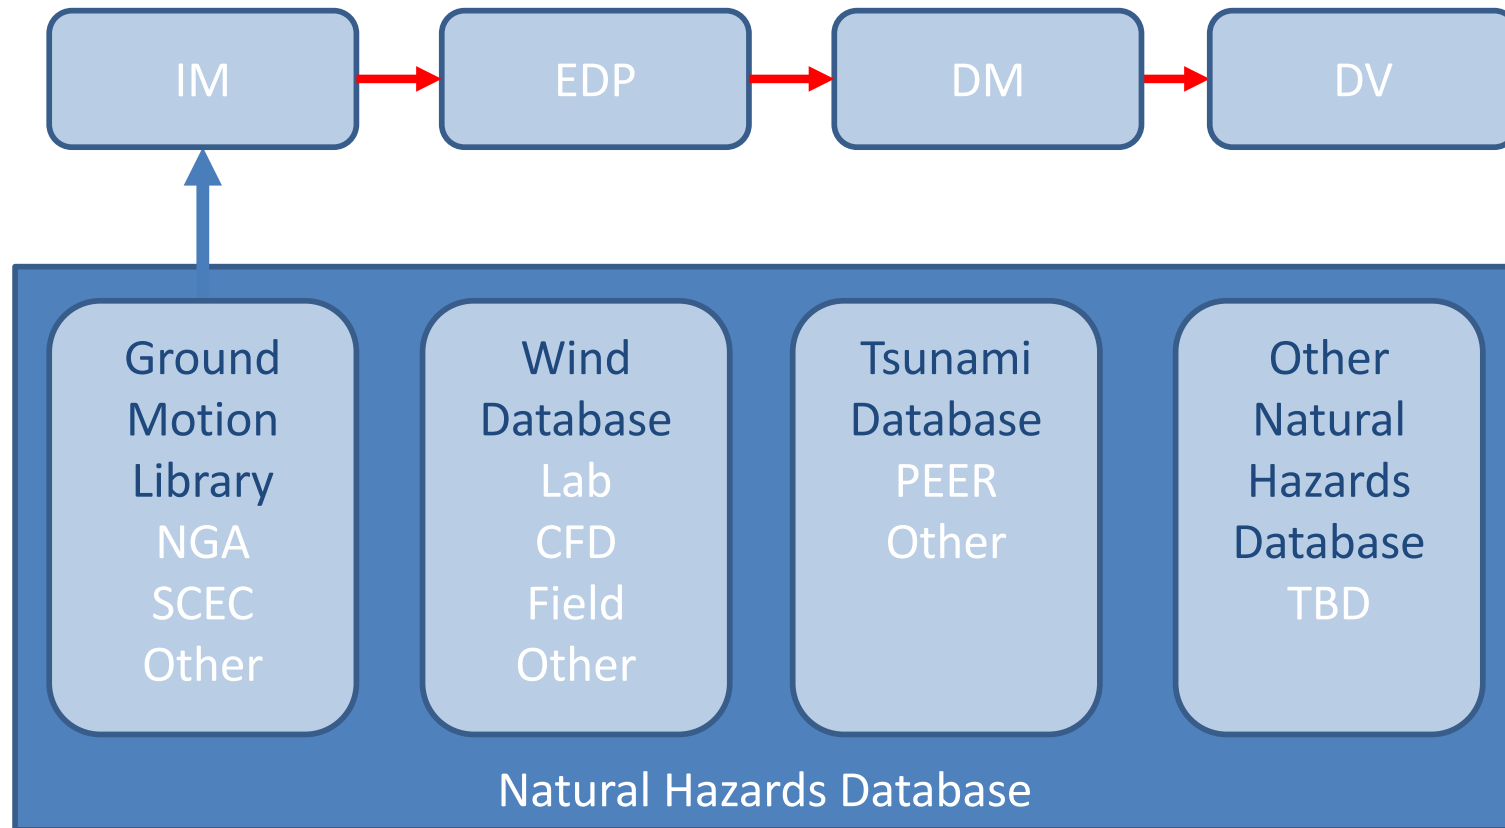 IM
EDP
DM
DV
Ground
Motion
Library
NGA
SCEC
Other
Wind
Database
Lab
CFD
Field
Other
Tsunami
Database
PEER
Other
Other
Natural
Hazards
Database
TBD
Natural Hazards Database